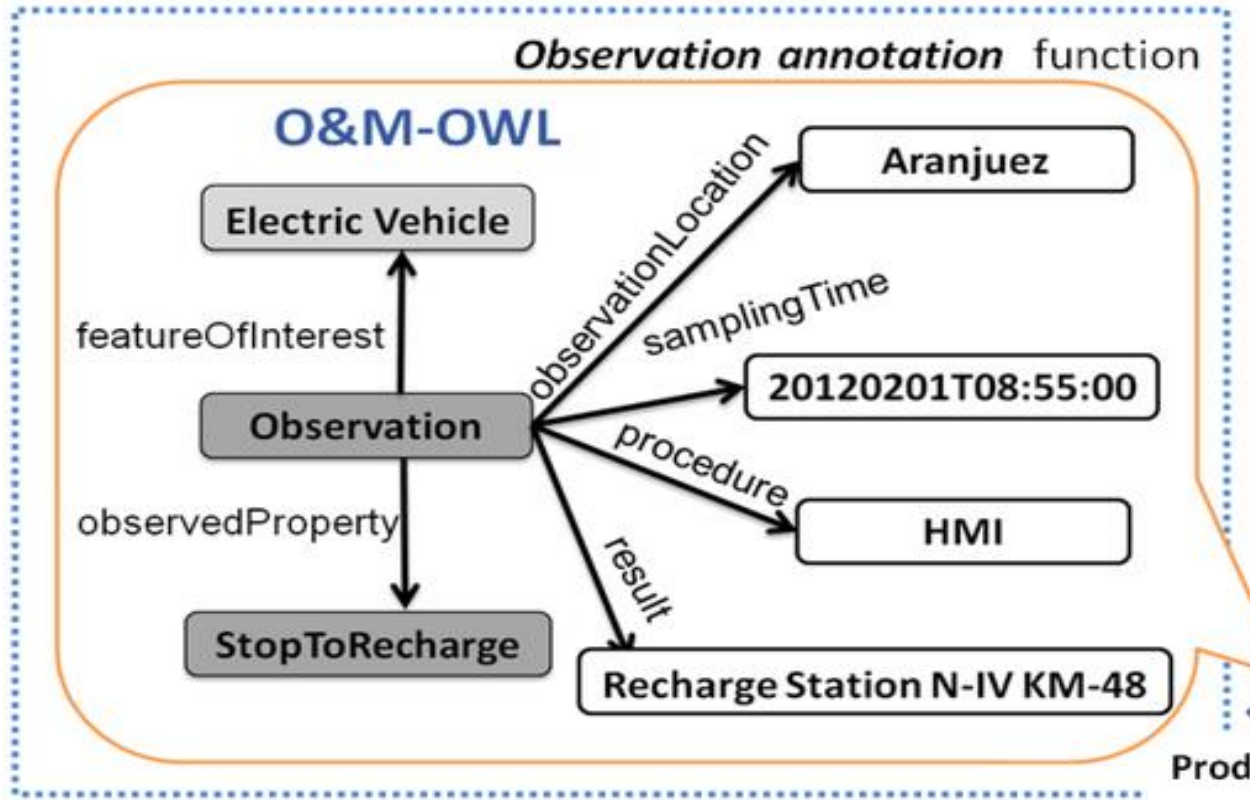 Observation annotation function
O&M-OWL
Aranjuez
observationLocation
Electric Vehicle
samplingTime
featureOfInterest
20120201T08:55:00
Observation
procedure
observedProperty
HMI
result
StopToRecharge
Recharge Station N-IV KM-48
Prod